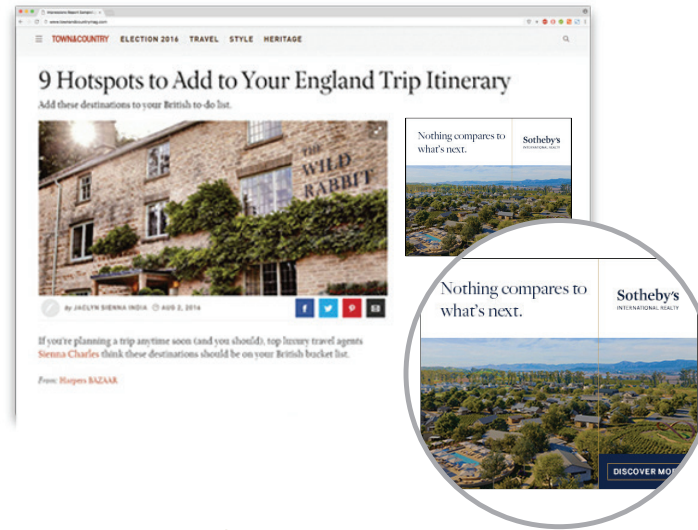 www.townandcountrymag.com
TOWN&COUNTRY ELECTION 2016 TRAVEL STYLE HERITAGE
9 Hotspots to Add to Your England Trip Itinerary
Add these destinations to your British to-do list.
THE
WILD
RABBIT
by JACLYN SIENNA INDIA AUG 2, 2016
If you're planning a trip anytime soon (and you should), top luxury travel agents
Sienna Charles think these destinations should be on your British bucket list.
From: Harpers BAZAAR
Nothing compares to
what's next.
Sotheby's
INTERNATIONAL REALTY
Nothing compares to
what's next.
Sotheby's
INTERNATIONAL REALTY
DISCOVER MO